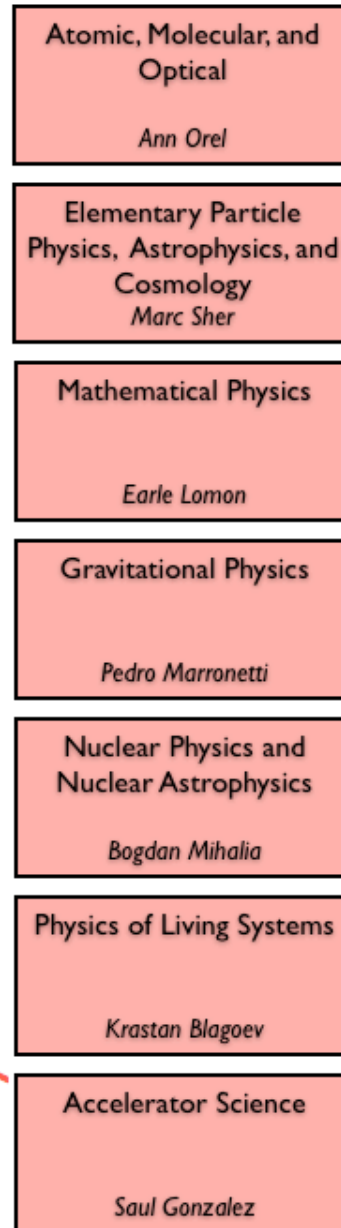 Atomic, Molecular, and
Optical
Ann Orel
Elementary Particle
Physics, Astrophysics, and
Cosmology
Marc Sher
Mathematical Physics
Earle Lomon
Gravitational Physics
Pedro Marronetti
Nuclear Physics and
Nuclear Astrophysics
Bogdan Mihalia
Physics of Living Systems
Krastan Blagoev
Accelerator Science
Saul Gonzalez